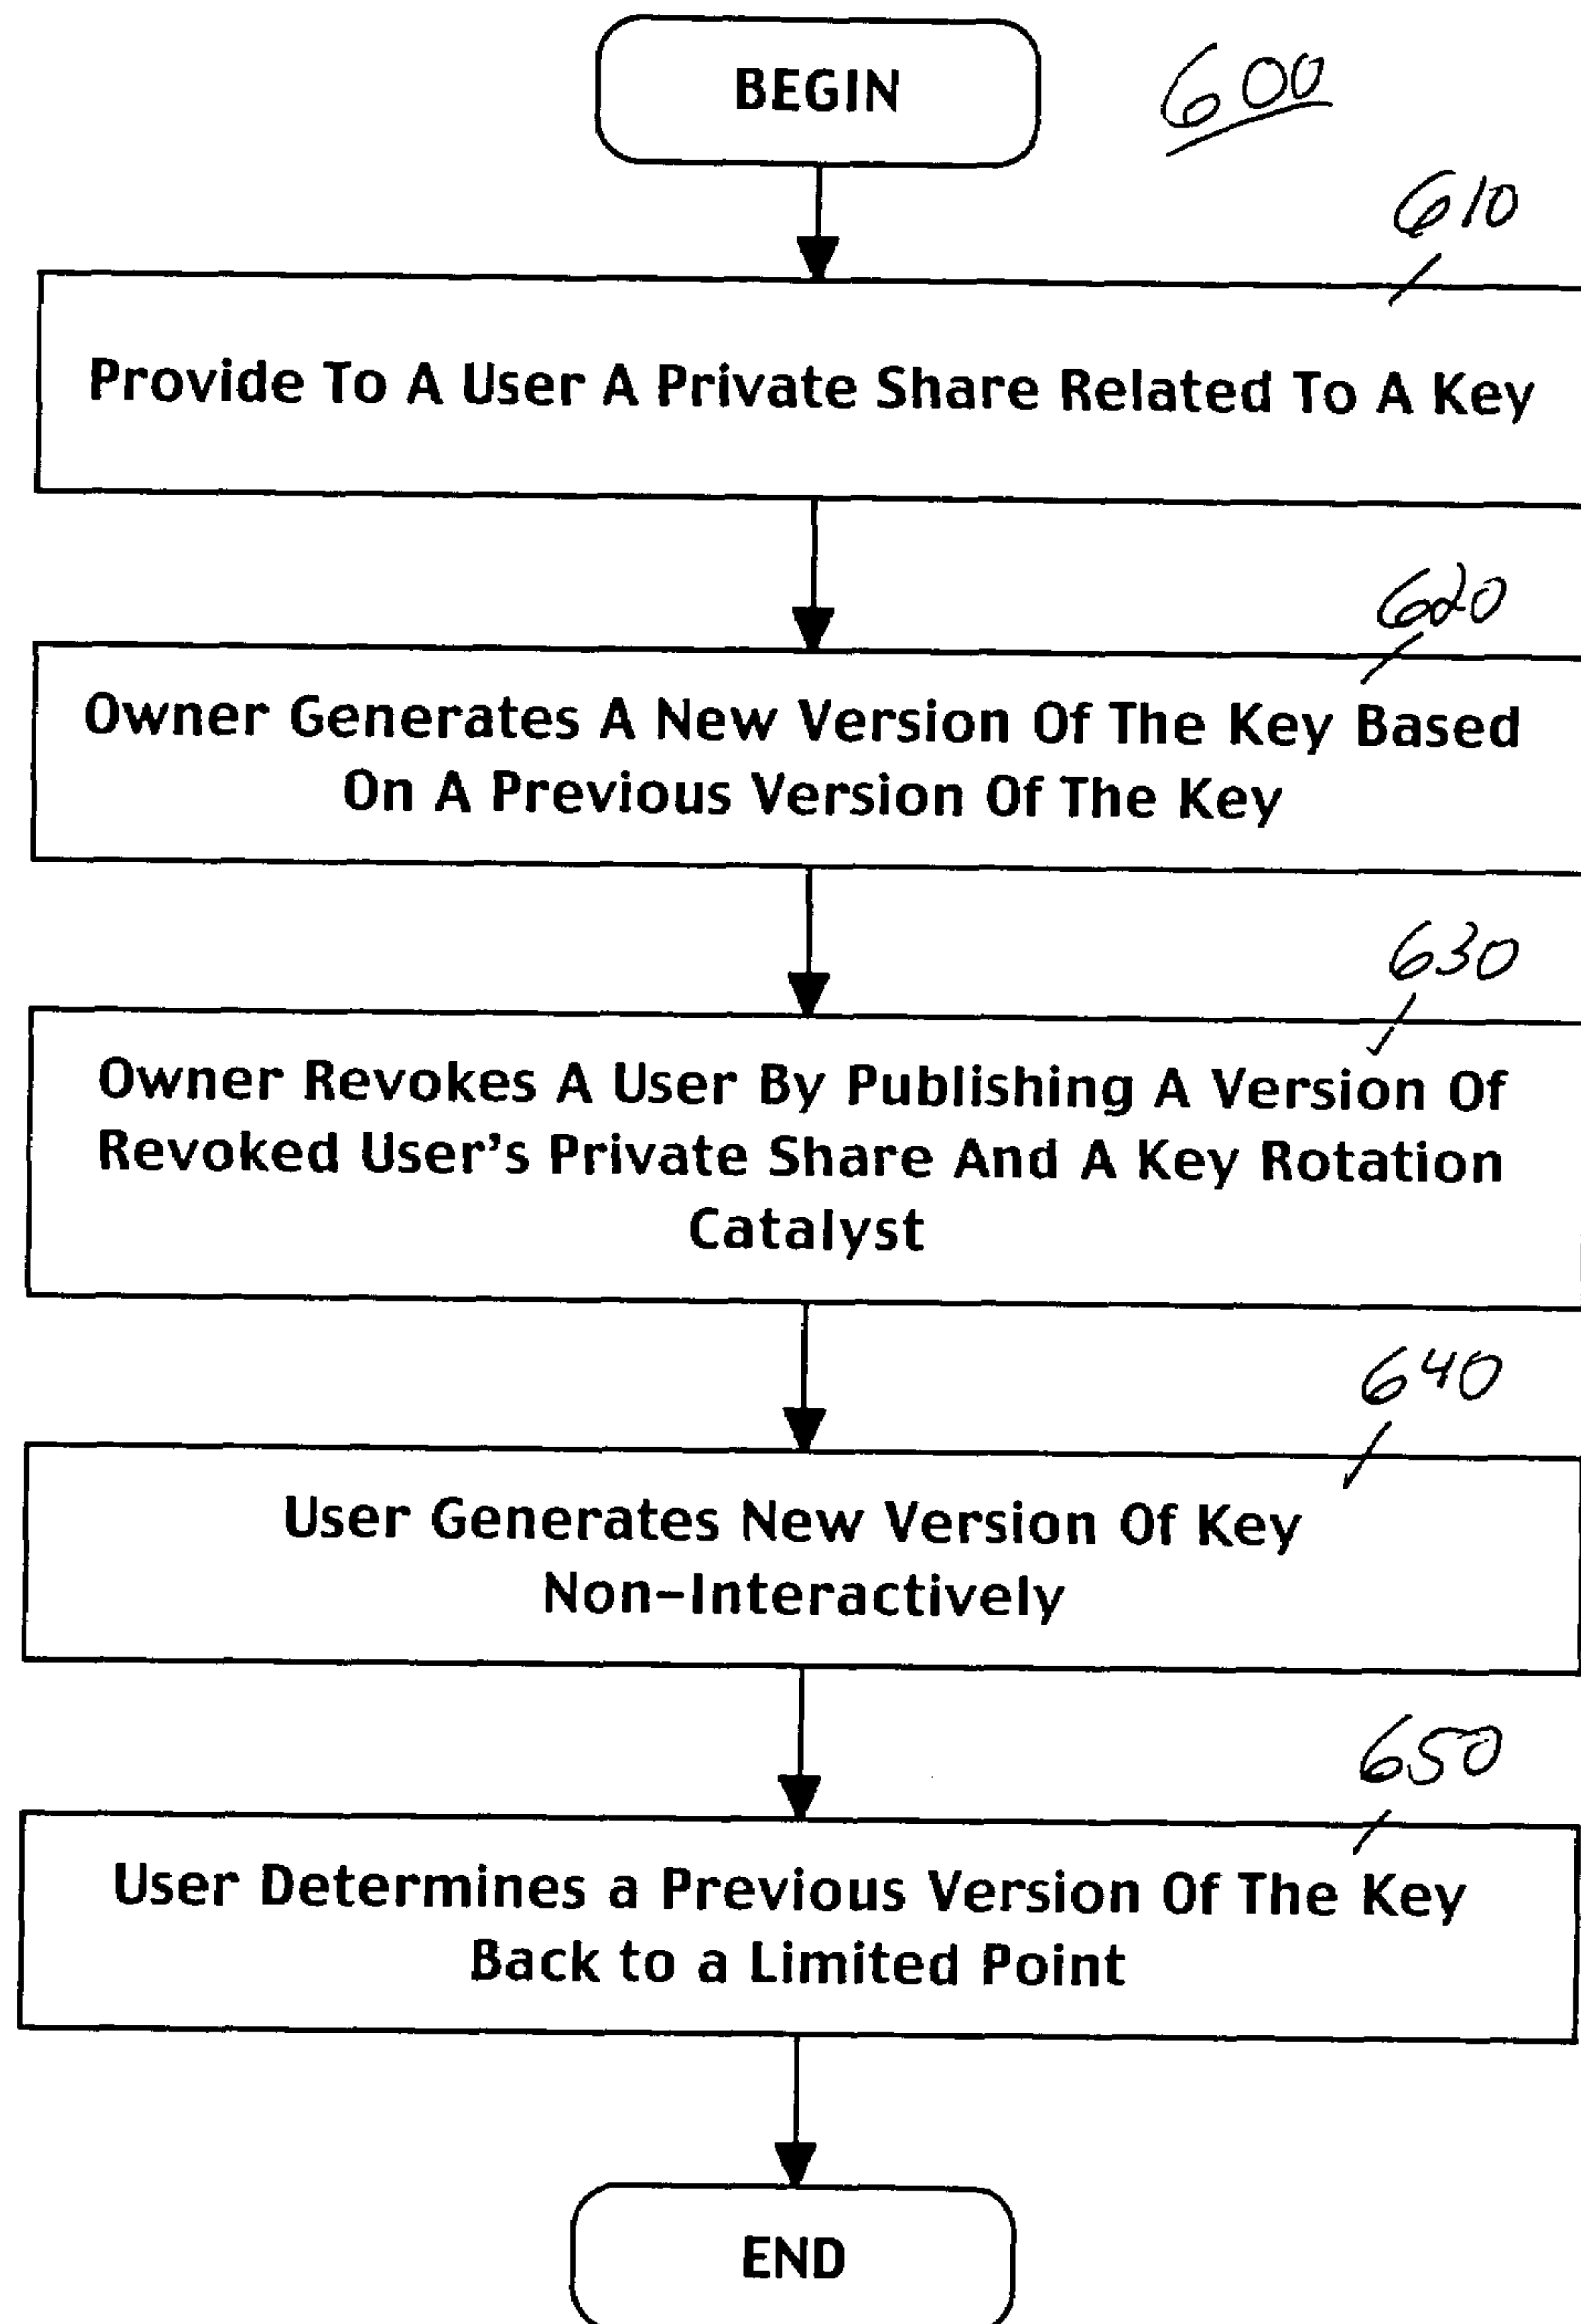 BEGIN
600
610
Provide To A User A Private Share Related To A Key
620
Owner Generates A New Version Of The Key Based
On A Previous Version Of The Key
630
Owner Revokes A User By Publishing A Version Of
Revoked User's Private Share And A Key Rotation
Catalyst
640
User Generates New Version Of Key
Non-Interactively
650
User Determines a Previous Version Of The Key
Back to a Limited Point
END